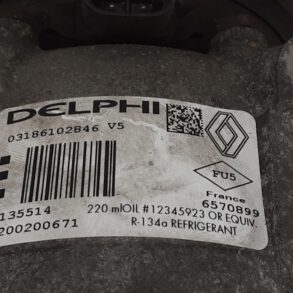 DELPHI
03186102846 V5
FU5
France
6570899
135514
220 mlOIL #12345923 OR EQUIV.
200200671
R-134a REFRIGERANT